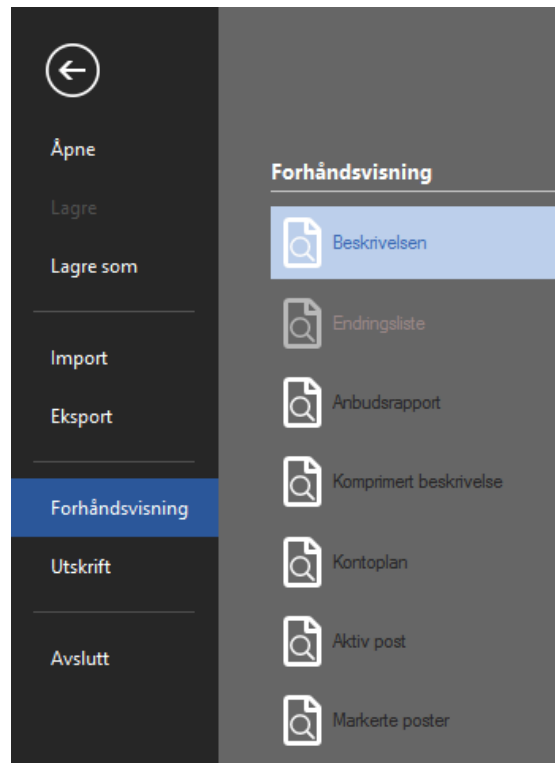 Åpne
Lagre
Lagre som
Import
Eksport
Forhåndsvisning
Utskrift
Avslutt
Forhåndsvisning
Beskrivelsen
Endringsliste
Anbudsrapport
Komprimert beskrivelse
Kontoplan
Aktiv post
Markerte poster